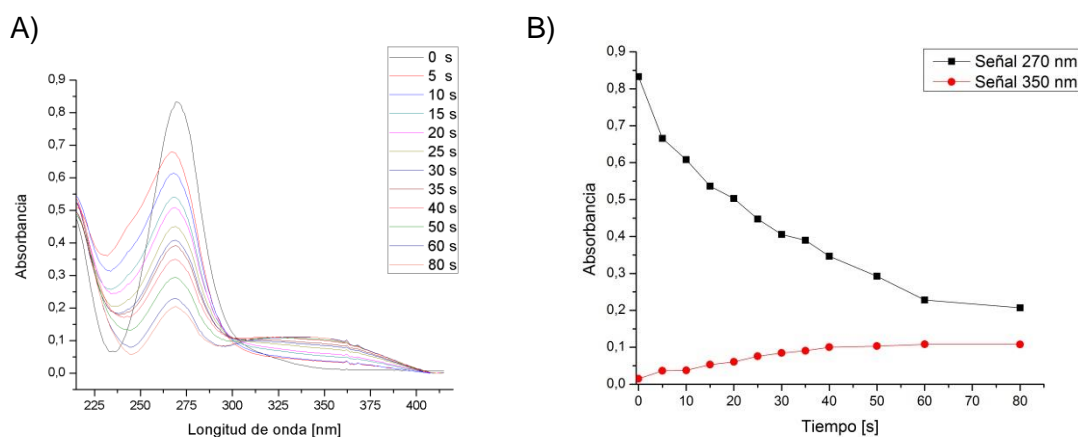 A)
0 s
5 s
10 s
15 s
20 s
25 s
30 s
35 s
40 s
50 s
60 s
80 s
0,9
0,8
0,7
0,6
0,5
0,4
0,3
0,2
0,1
0,0
Absorbancia
225 250 275 300 325 350 375 400
Longitud de onda [nm]
B)
Señal 270 nm
Señal 350 nm
0,9
0,8
0,7
0,6
0,5
0,4
0,3
0,2
0,1
0,0
Absorbancia
0 10 20 30 40 50 60 70 80
Tiempo [s]